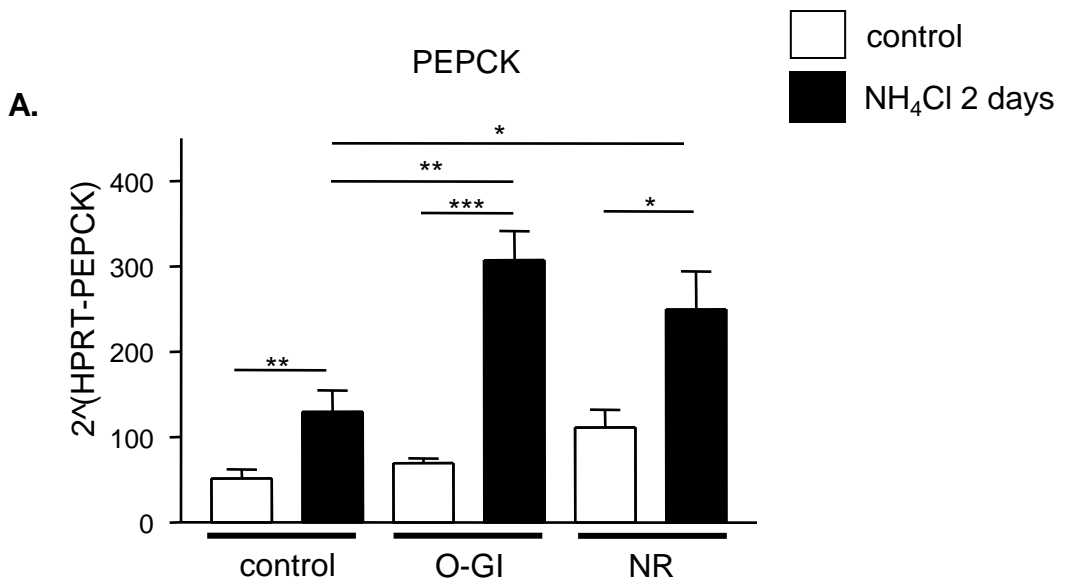 control
PEPCK
A.
NH₄Cl 2 days
*
**
400
***
*
2^(HPRT-PEPCK)
300
200
**
100
0
control O-GI NR